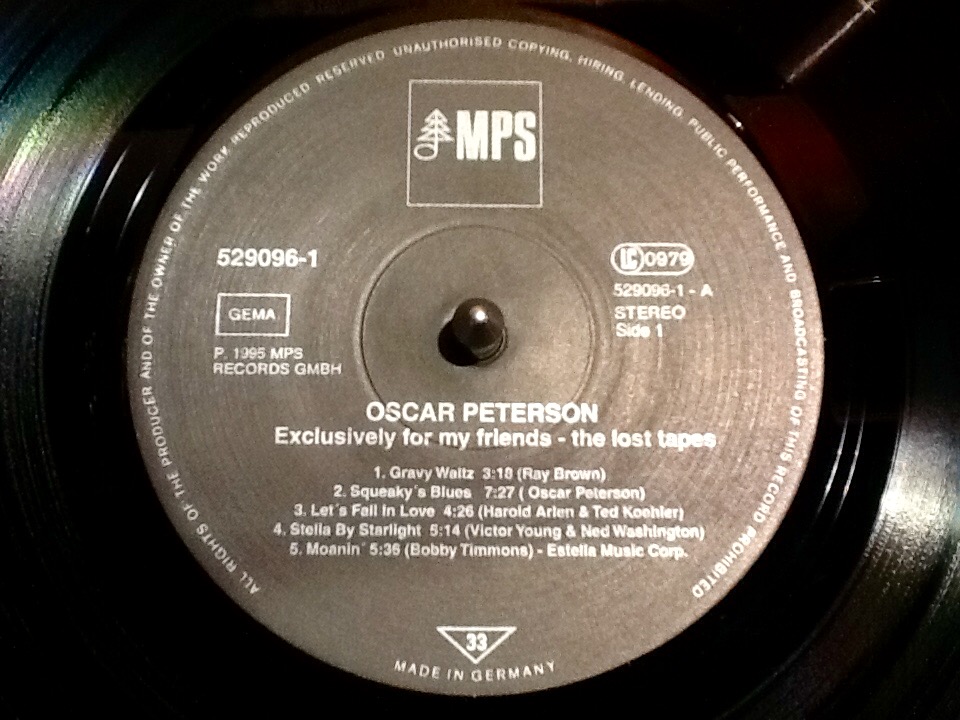 ALL RIGHTS OF THE PRODUCER AND OF THE OWNER OF THE WORK REPRODUCED RESERVED UNAUTHORISED COPYING, HIRING, LENDING, PUBLIC PERFORMANCE AND BROADCASTING OF THIS RECORD PROHIBITED
MPS
529096-1
GEMA
P. 1995 MPS
RECORDS GMBH
LC 0979
529096-1 - A
STEREO
Side 1
OSCAR PETERSON
Exclusively for my friends - the lost tapes
1. Gravy Waltz 3:18 (Ray Brown)
2. Squeaky´s Blues 7:27 ( Oscar Peterson)
3. Let´s Fall In Love 4:26 (Harold Arlen & Ted Koehler)
4. Stella By Starlight 5:14 (Victor Young & Ned Washington)
5. Moanin´ 5:36 (Bobby Timmons) - Estella Music Corp.
33
MADE IN GERMANY